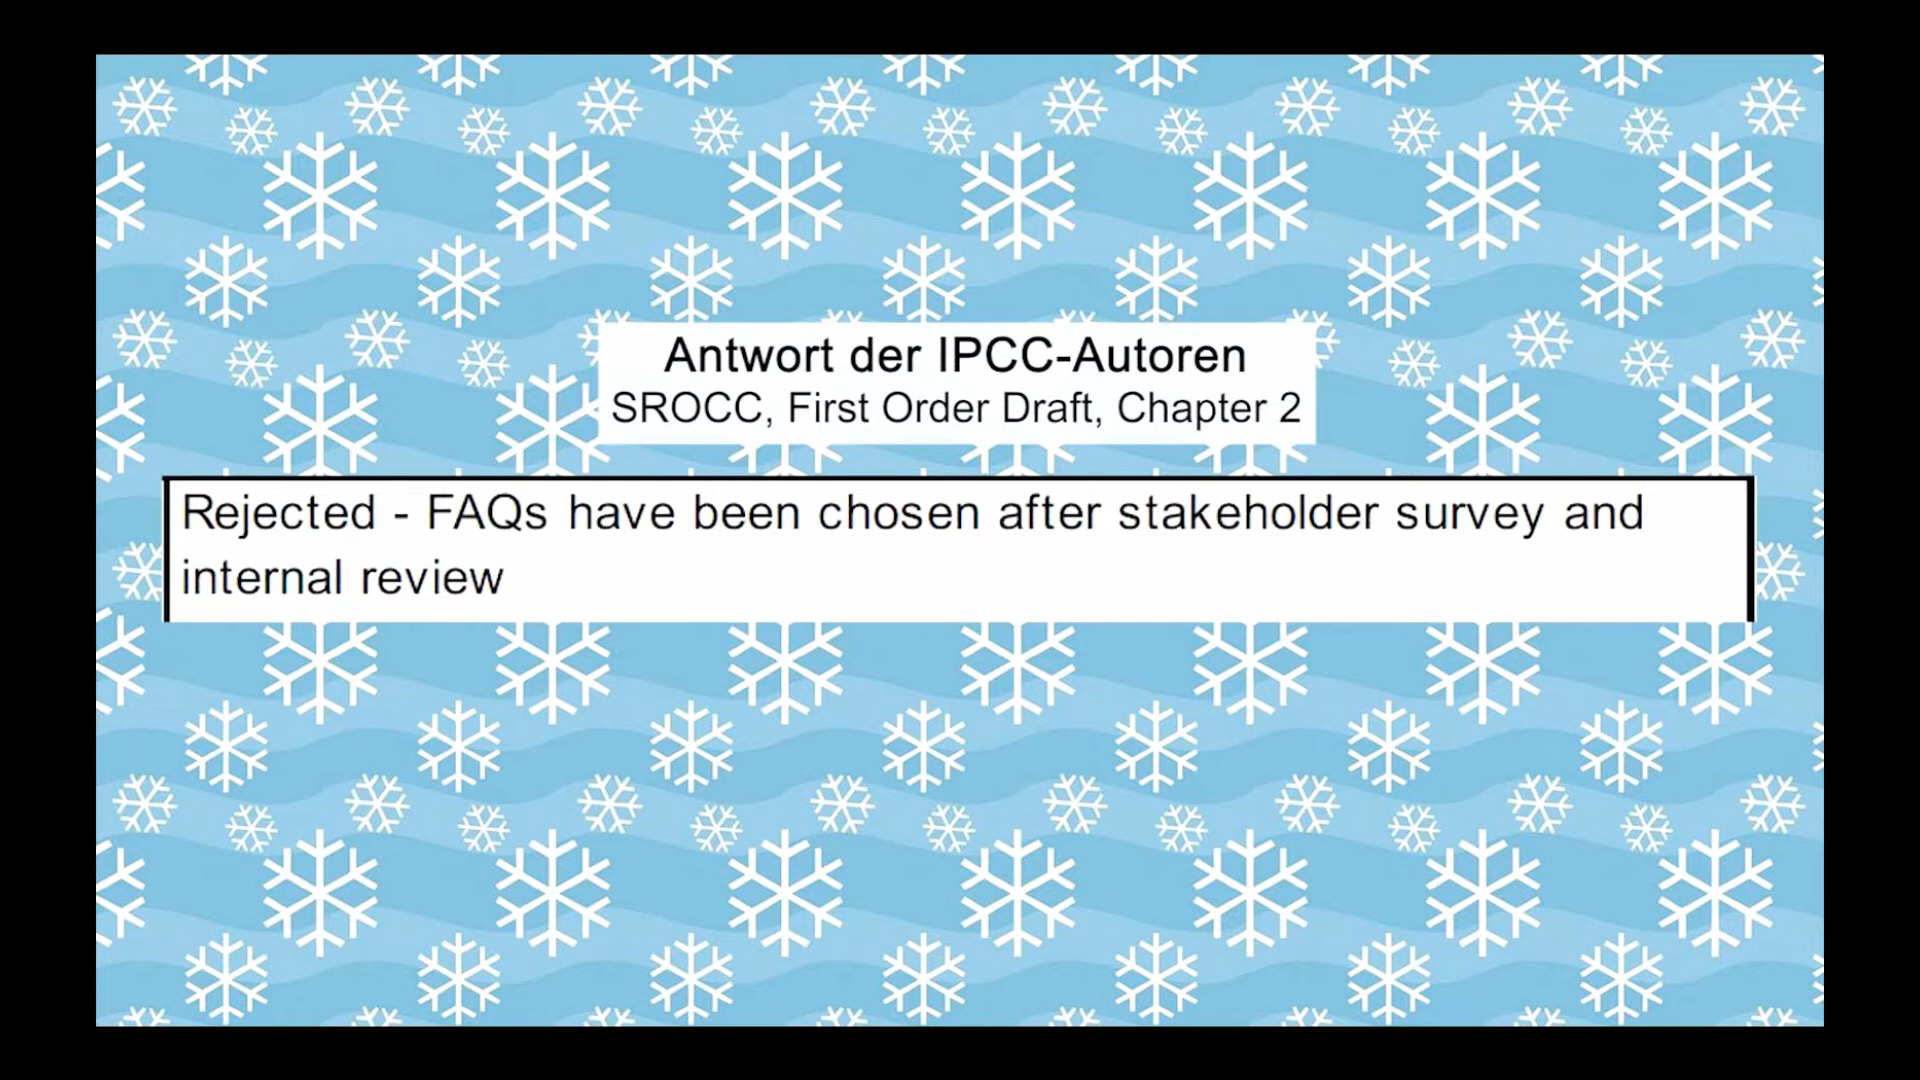 Antwort der IPCC-Autoren
SROCC, First Order Draft, Chapter 2
Rejected - FAQs have been chosen after stakeholder survey and
internal review